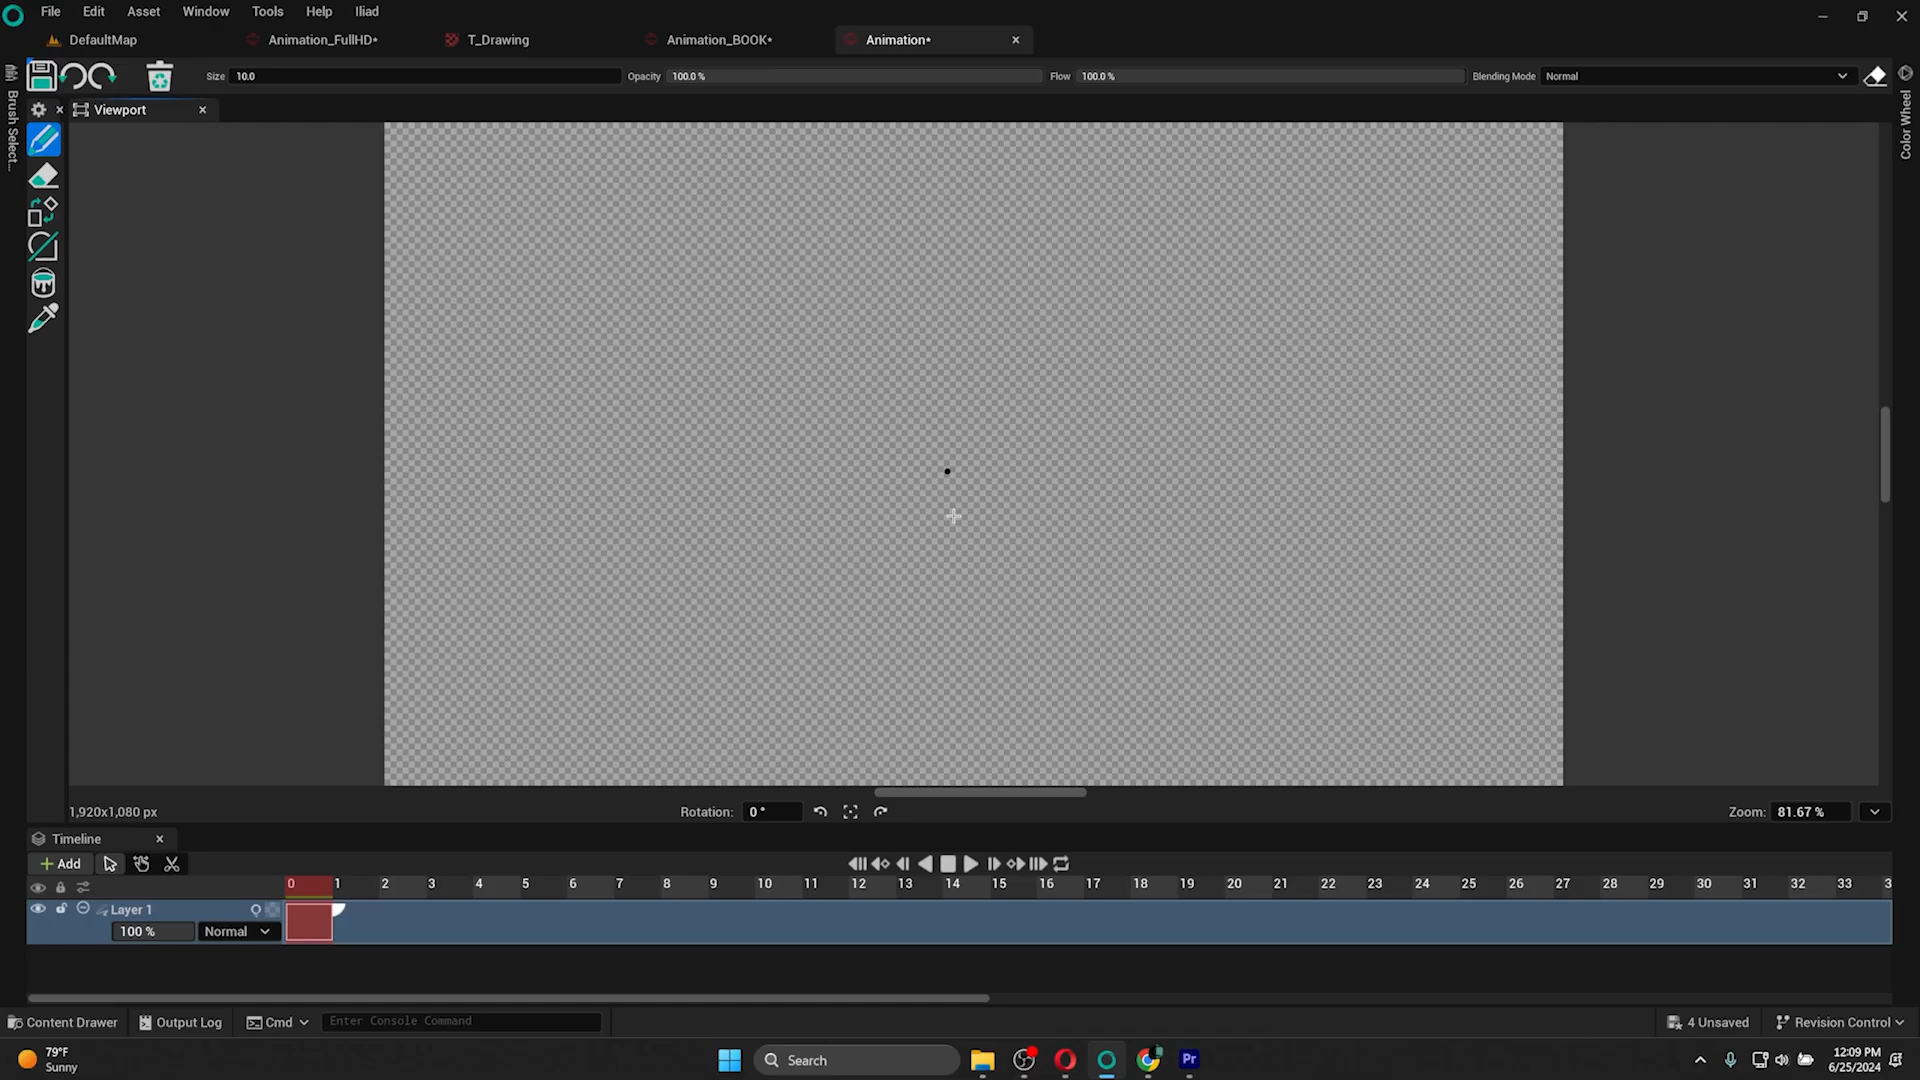 File Edit Asset Window Tools Help Iliad
DefaultMap Animation_FullHD* T_Drawing Animation_BOOK* Animation*
Size 10.0 Opacity 100.0 % Flow 100.0 % Blending Mode Normal
Brush Select...
Viewport
Color Wheel
1,920x1,080 px Rotation: 0 ° Zoom: 81.67 %
Timeline
Add
0 1 2 3 4 5 6 7 8 9 10 11 12 13 14 15 16 17 18 19 20 21 22 23 24 25 26 27 28 29 30 31 32 33 3
Layer 1
100 % Normal
Content Drawer Output Log Cmd Enter Console Command 4 Unsaved Revision Control
79°F
Sunny
Search
Pr
12:09 PM
6/25/2024